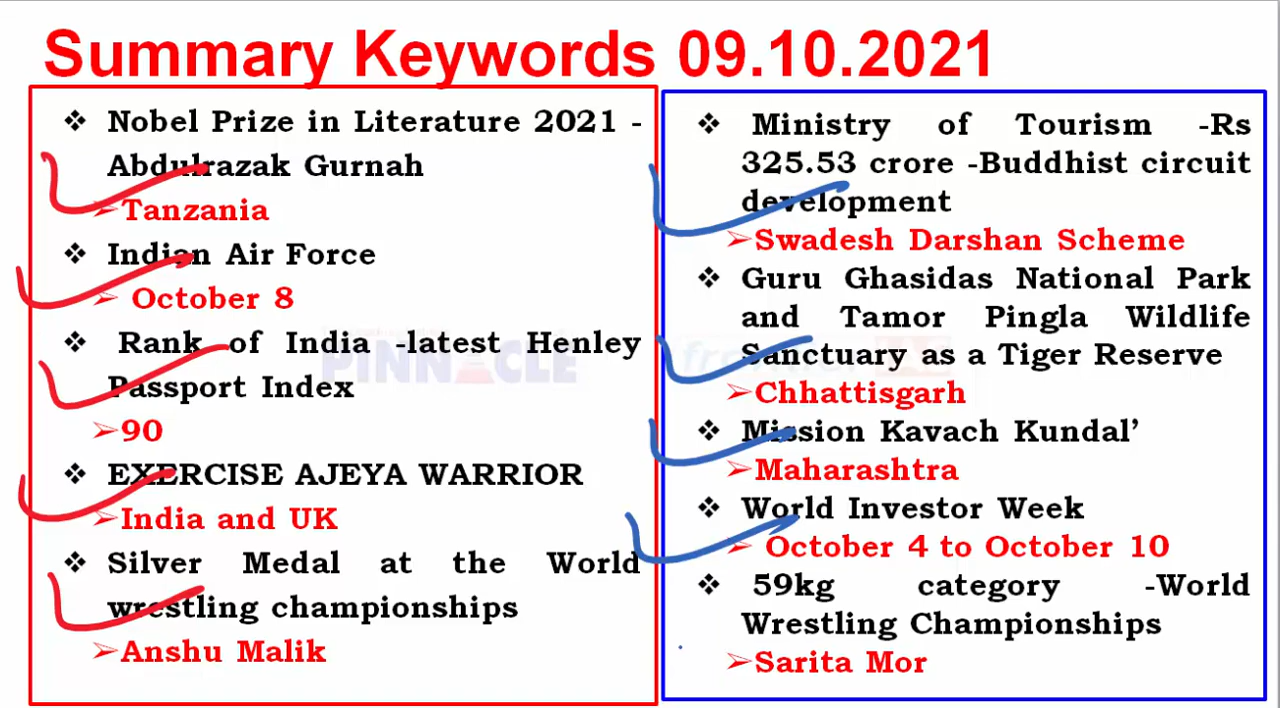 Summary Keywords 09.10.2021
❖ Nobel Prize in Literature 2021 -
Abdulrazak Gurnah
➢Tanzania
❖ Indian Air Force
➢ October 8
❖ Rank of India -latest Henley
Passport Index
➢90
❖ EXERCISE AJEYA WARRIOR
➢India and UK
❖ Silver Medal at the World
wrestling championships
➢Anshu Malik
❖ Ministry of Tourism -Rs
325.53 crore -Buddhist circuit
development
➢Swadesh Darshan Scheme
❖ Guru Ghasidas National Park
and Tamor Pingla Wildlife
Sanctuary as a Tiger Reserve
➢Chhattisgarh
❖ Mission Kavach Kundal’
➢Maharashtra
❖ World Investor Week
➢ October 4 to October 10
❖ 59kg category -World
Wrestling Championships
➢Sarita Mor
PINNACLE